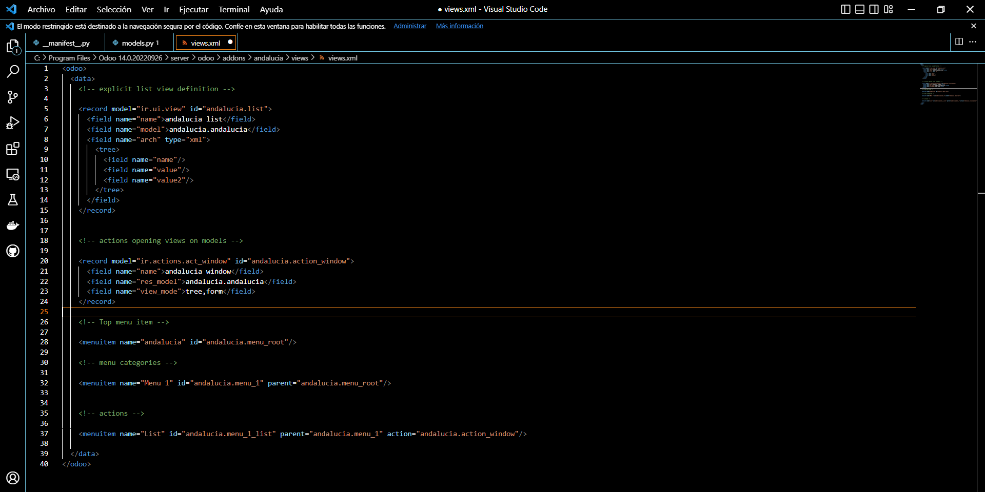 Archivo Editar Selección Ver Ir Ejecutar Terminal Ayuda
● views.xml - Visual Studio Code
El modo restringido está destinado a la navegación segura por el código. Confíe en esta ventana para habilitar todas las funciones. Administrar Más información
__manifest__.py models.py 1 views.xml ●
C: > Program Files > Odoo 14.0.20220926 > server > odoo > addons > andalucia > views > views.xml
1 <odoo>
2 <data>
3 <!-- explicit list view definition -->
4
5 <record model="ir.ui.view" id="andalucia.list">
6 <field name="name">andalucia list</field>
7 <field name="model">andalucia.andalucia</field>
8 <field name="arch" type="xml">
9 <tree>
10 <field name="name"/>
11 <field name="value"/>
12 <field name="value2"/>
13 </tree>
14 </field>
15 </record>
16
17
18 <!-- actions opening views on models -->
19
20 <record model="ir.actions.act_window" id="andalucia.action_window">
21 <field name="name">andalucia window</field>
22 <field name="res_model">andalucia.andalucia</field>
23 <field name="view_mode">tree,form</field>
24 </record>
25
26 <!-- Top menu item -->
27
28 <menuitem name="andalucia" id="andalucia.menu_root"/>
29
30 <!-- menu categories -->
31
32 <menuitem name="Menu 1" id="andalucia.menu_1" parent="andalucia.menu_root"/>
33
34
35 <!-- actions -->
36
37 <menuitem name="List" id="andalucia.menu_1_list" parent="andalucia.menu_1" action="andalucia.action_window"/>
38
39 </data>
40 </odoo>